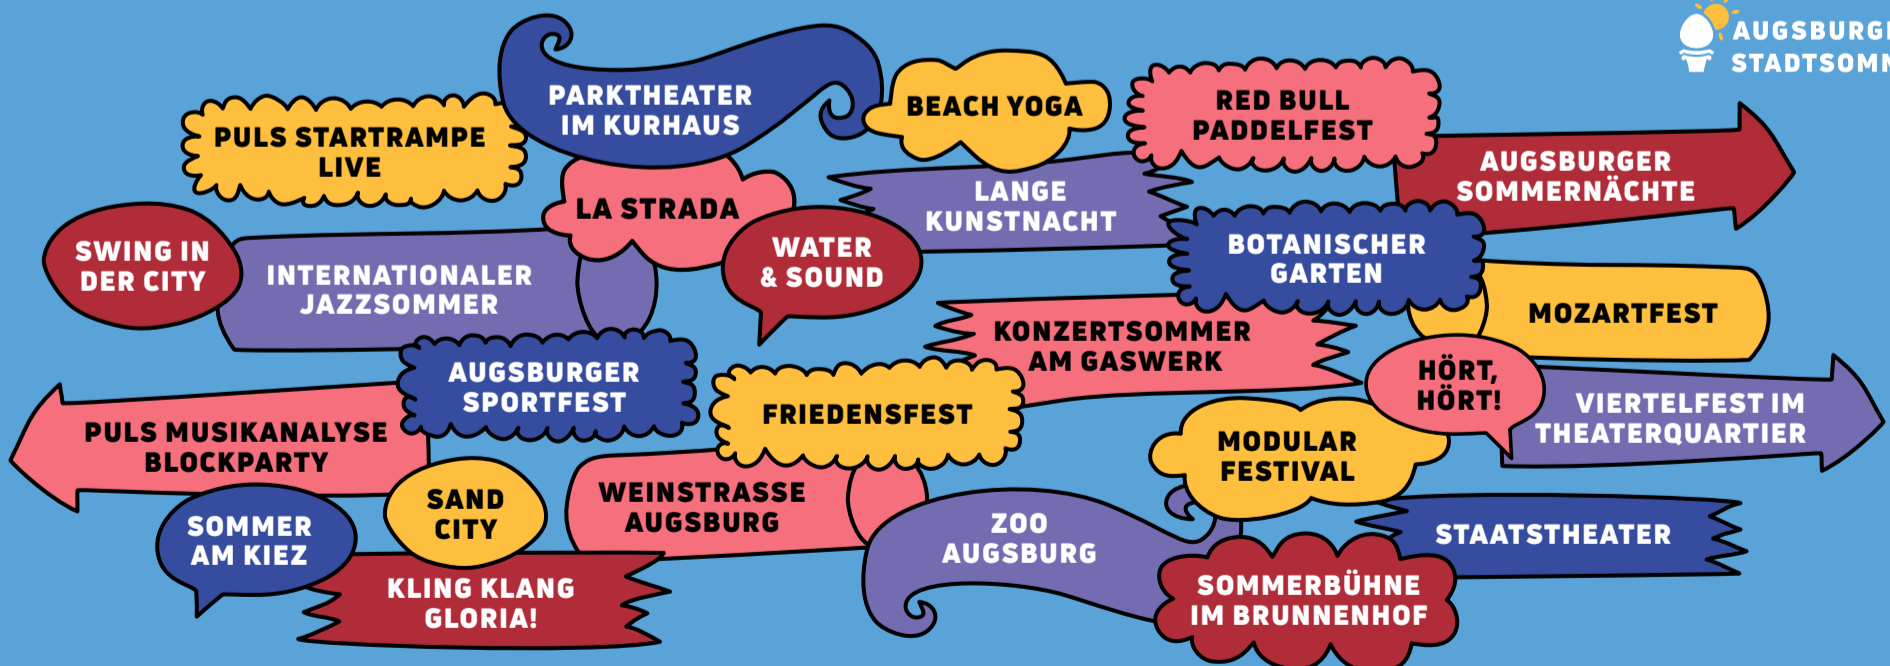 AUGSBURGE
STADTSOMM
PARKTHEATER
IM KURHAUS
BEACH YOGA
RED BULL
PADDELFEST
PULS STARTRAMPE
LIVE
AUGSBURGER
SOMMERNÄCHTE
LA STRADA
LANGE
KUNSTNACHT
SWING IN
DER CITY
INTERNATIONALER
JAZZSOMMER
WATER
& SOUND
BOTANISCHER
GARTEN
MOZARTFEST
KONZERTSOMMER
AM GASWERK
AUGSBURGER
SPORTFEST
FRIEDENSFEST
HÖRT,
HÖRT!
VIERTELFEST IM
THEATERQUARTIER
PULS MUSIKANALYSE
BLOCKPARTY
MODULAR
FESTIVAL
SAND
CITY
WEINSTRASSE
AUGSBURG
SOMMER
AM KIEZ
ZOO
AUGSBURG
STAATSTHEATER
KLING KLANG
GLORIA!
SOMMERBÜHNE
IM BRUNNENHOF